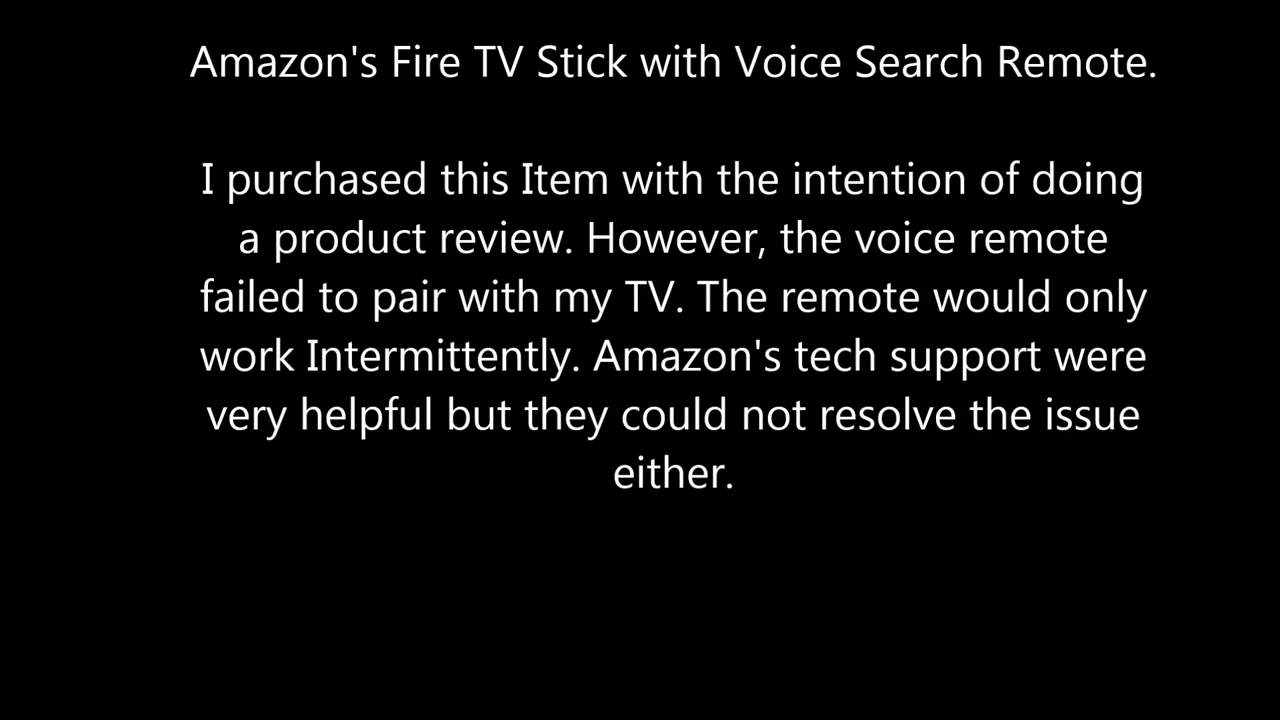 Amazon's Fire TV Stick with Voice Search Remote.
I purchased this Item with the intention of doing
a product review. However, the voice remote
failed to pair with my TV. The remote would only
work Intermittently. Amazon's tech support were
very helpful but they could not resolve the issue
either.